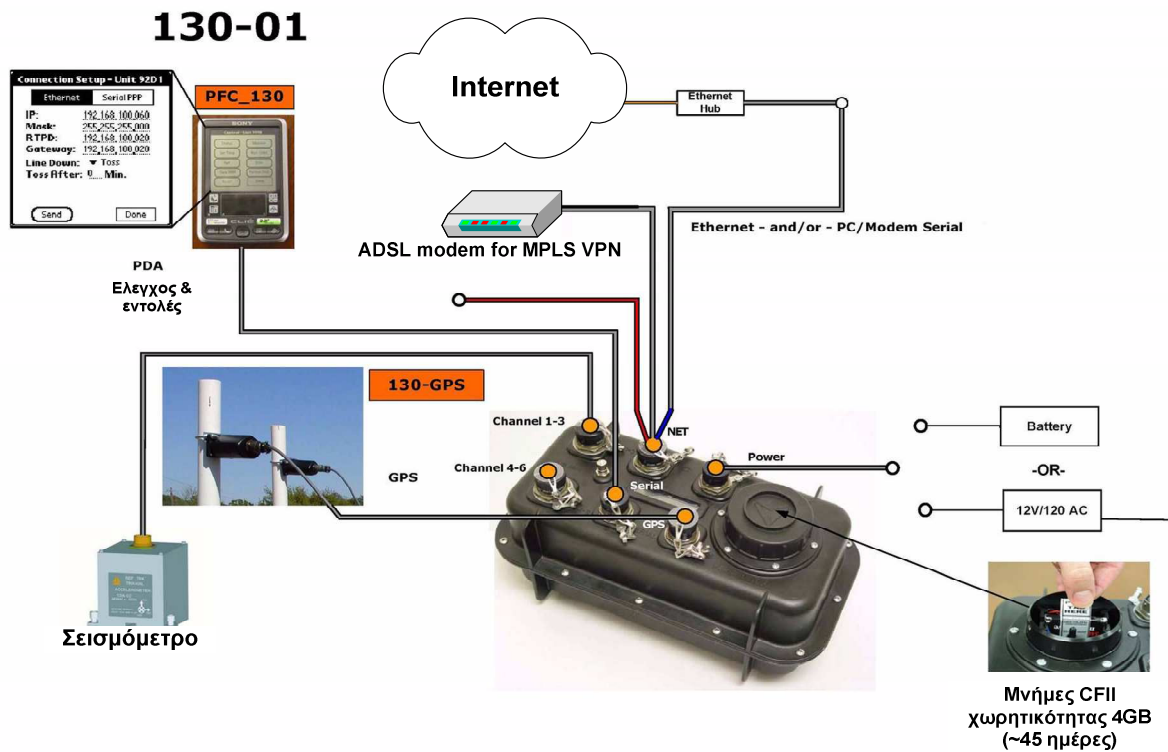 130-01
Connection Setup - Unit 92D1
Ethernet Serial PPP
IP: 192.168.100.060
Mask: 255.255.255.000
RTPD: 192.168.100.020
Gateway: 192.168.100.020
Line Down: Toss
Toss After: 0 Min.
Send Done
PFC_130
SONY
CLIÉ
PDA
Ελεγχος &
εντολές
Internet
Ethernet
Hub
ADSL modem for MPLS VPN
Ethernet - and/or - PC/Modem Serial
130-GPS
GPS
Channel 1-3
NET
Channel 4-6
Serial
Power
GPS
Battery
-OR-
12V/120 AC
Σεισμόμετρο
HERE
Μνήμες CFII
χωρητικότητας 4GB
(~45 ημέρες)